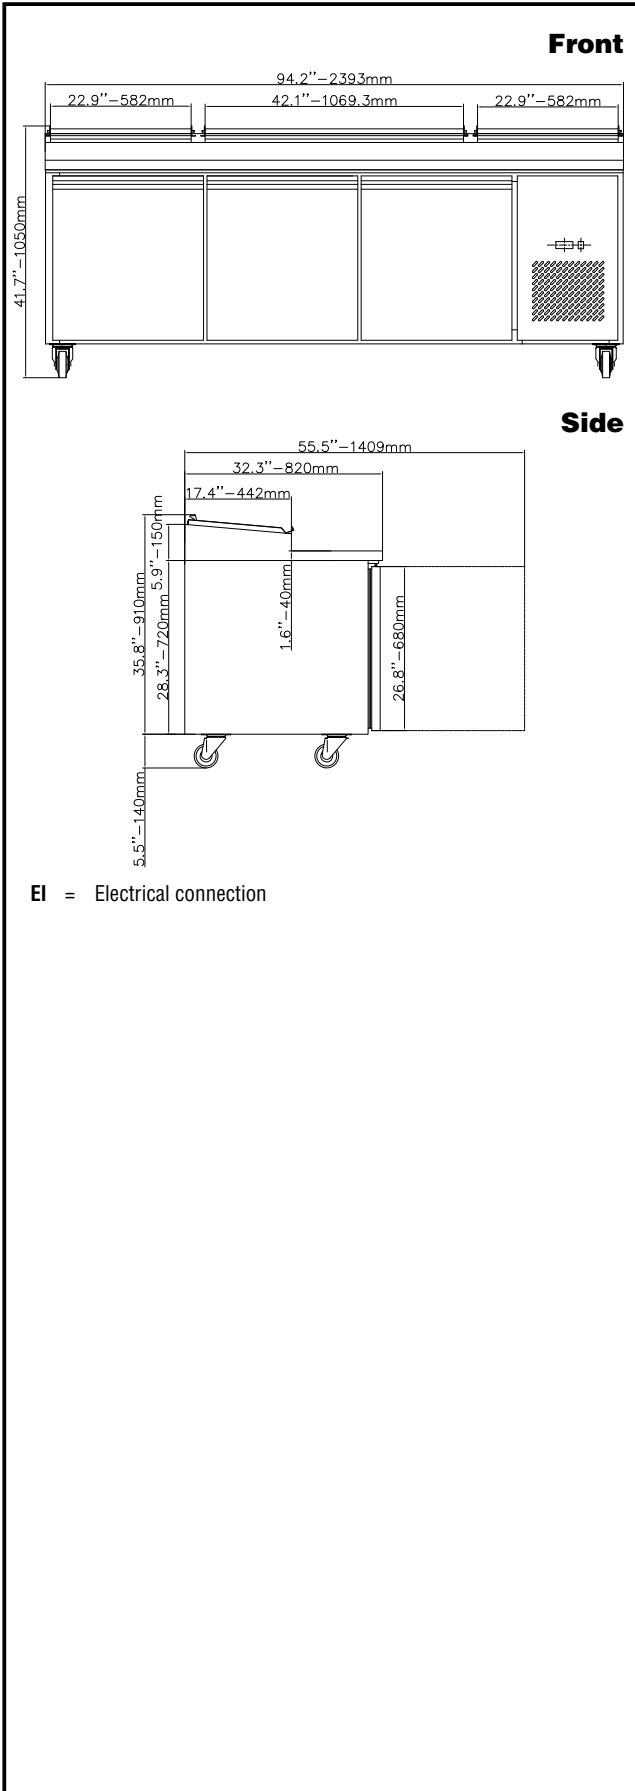 Front
94.2’’–2393mm
22.9’’–582mm
42.1’’–1069.3mm
22.9’’–582mm
41.7’’–1050mm
Side
55.5’’–1409mm
32.3’’–820mm
17.4’’–442mm
5.9’’–150mm
35.8’’–910mm
28.3’’–720mm
1.6’’–40mm
26.8’’–680mm
5.5’’–140mm
EI = Electrical connection